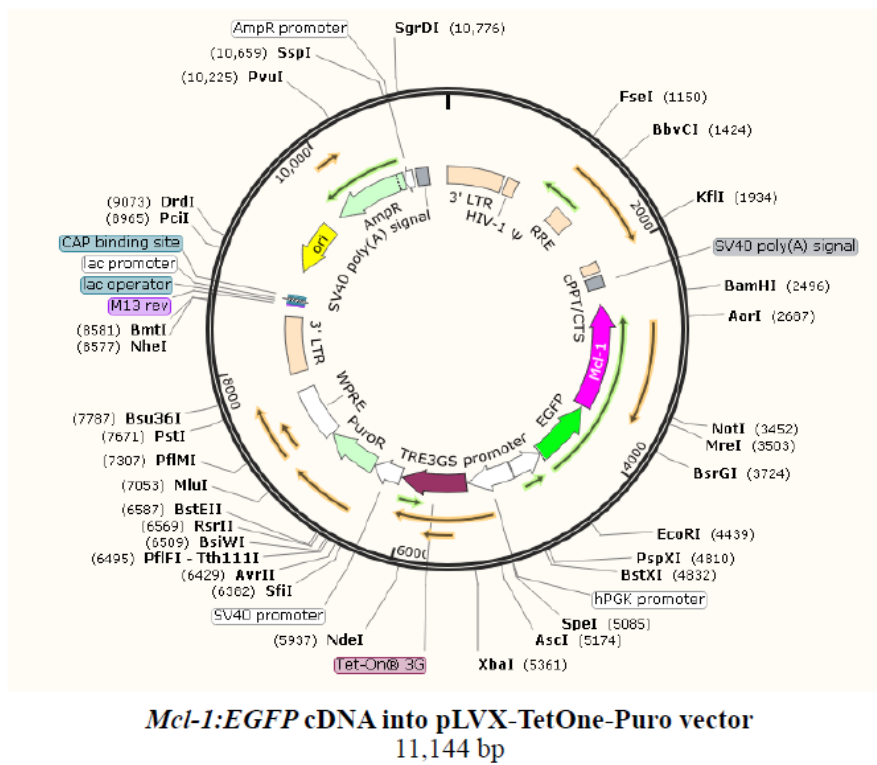 AmpR promoter
SgrDI (10,776)
(10,659) SspI
(10,225) PvuI
FseI (1150)
BbvCI (1424)
KflI (1934)
SV40 poly(A) signal
BamHI (2496)
AarI (2687)
NotI (3452)
MreI (3503)
BsrGI (3724)
EcoRI (4439)
PspXI (4810)
BstXI (4832)
hPGK promoter
SpeI (5085)
AscI (5174)
XbaI (5361)
Tet-On® 3G
(5937) NdeI
SV40 promoter
(6382) SfiI
(6429) AvrII
(6495) PflFI - Tth111I
(6509) BsiWI
(6569) RsrII
(6587) BstEII
(7053) MluI
(7307) PflMI
(7671) PstI
(7787) Bsu36I
(8577) NheI
(8581) BmtI
M13 rev
lac operator
lac promoter
CAP binding site
(8965) PciI
(9073) DrdI
10,000
2000
4000
6000
8000
3' LTR
HIV-1 Ψ
RRE
cPPT/CTS
Mcl-1
EGFP
TRE3GS promoter
PuroR
WPRE
3' LTR
ori
AmpR
SV40 poly(A) signal
Mcl-1:EGFP cDNA into pLVX-TetOne-Puro vector
11,144 bp